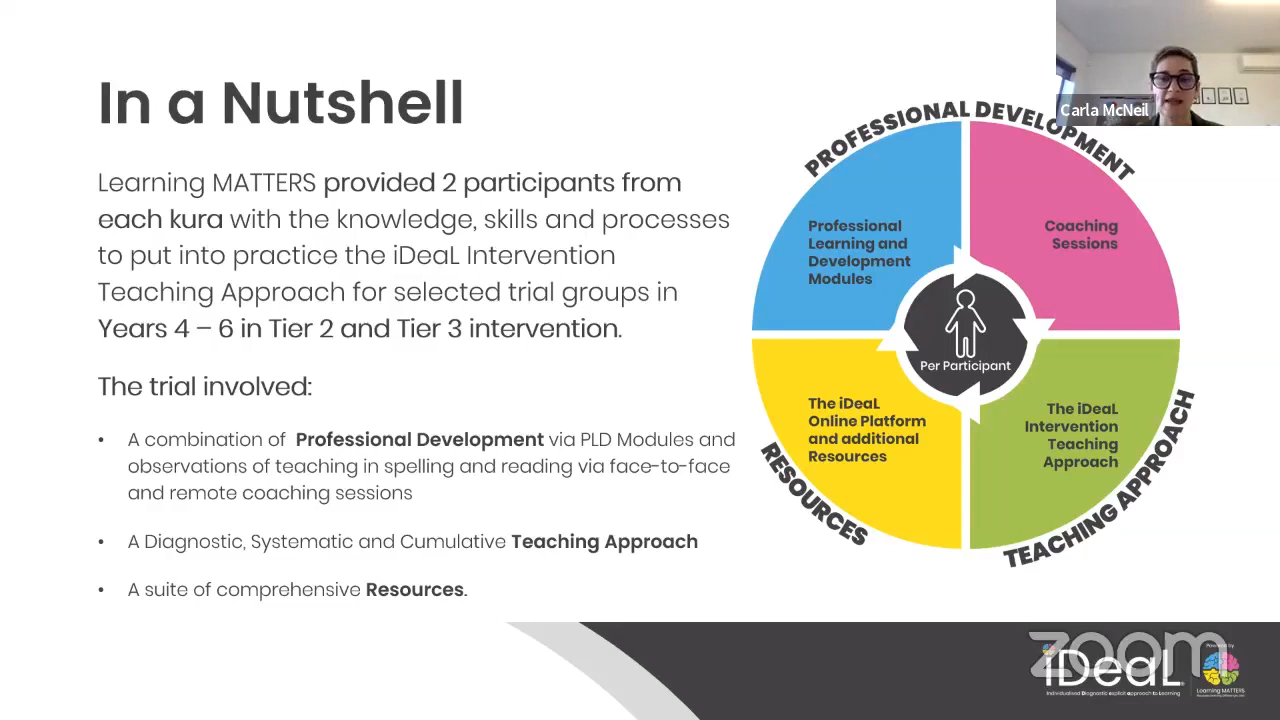 In a Nutshell
Learning MATTERS provided 2 participants from
each kura with the knowledge, skills and processes
to put into practice the iDeaL Intervention
Teaching Approach for selected trial groups in
Years 4 – 6 in Tier 2 and Tier 3 intervention.
The trial involved:
• A combination of Professional Development via PLD Modules and
observations of teaching in spelling and reading via face-to-face
and remote coaching sessions
• A Diagnostic, Systematic and Cumulative Teaching Approach
• A suite of comprehensive Resources.
Carla McNeil
PROFESSIONAL DEVELOPMENT
Professional
Learning and
Development
Modules
Coaching
Sessions
Per Participant
The iDeaL
Online Platform
and additional
Resources
The iDeaL
Intervention
Teaching
Approach
RESOURCES
TEACHING APPROACH
zoom
iDeaL
Individualised Diagnostic explicit approach to Learning
Powered by
Learning MATTERS